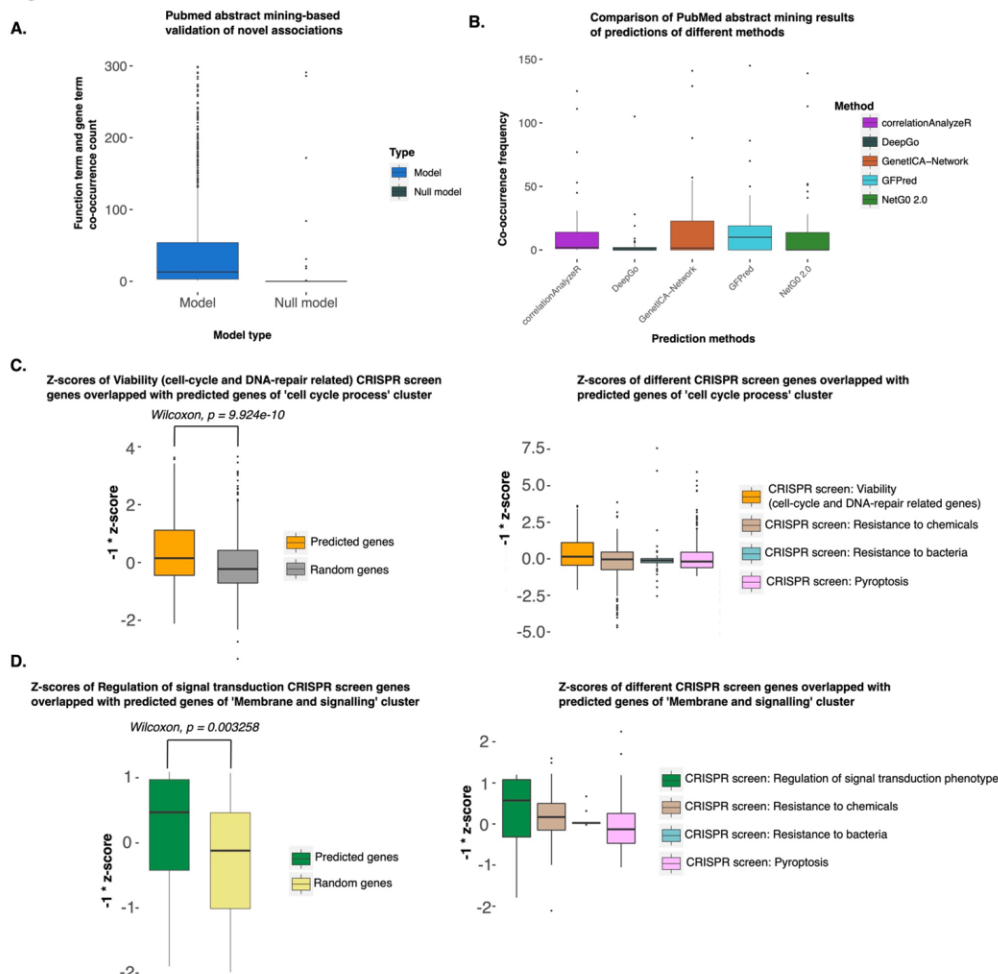 A.
Pubmed abstract mining-based
validation of novel associations
Function term and gene term
co-occurrence count
300
200
100
0
Model
Null model
Model type
Type
Model
Null model
B.
Comparison of PubMed abstract mining results
of predictions of different methods
Co-occurrence frequency
150
100
50
0
correlationAnalyzeR
DeepGo
GenetICA-Network
GFPred
NetG0 2.0
Prediction methods
Method
correlationAnalyzeR
DeepGo
GenetICA-Network
GFPred
NetG0 2.0
C.
Z-scores of Viability (cell-cycle and DNA-repair related) CRISPR screen
genes overlapped with predicted genes of 'cell cycle process' cluster
Wilcoxon, p = 9.924e-10
-1 * z-score
4
2
0
-2
Predicted genes
Random genes
Z-scores of different CRISPR screen genes overlapped with
predicted genes of 'cell cycle process' cluster
-1 * z-score
7.5
5.0
2.5
0.0
-2.5
-5.0
CRISPR screen: Viability
(cell-cycle and DNA-repair related genes)
CRISPR screen: Resistance to chemicals
CRISPR screen: Resistance to bacteria
CRISPR screen: Pyroptosis
D.
Z-scores of Regulation of signal transduction CRISPR screen genes
overlapped with predicted genes of 'Membrane and signalling' cluster
Wilcoxon, p = 0.003258
-1 * z-score
1
0
-1
-2
Predicted genes
Random genes
Z-scores of different CRISPR screen genes overlapped with
predicted genes of 'Membrane and signalling' cluster
-1 * z-score
2
1
0
-1
-2
CRISPR screen: Regulation of signal transduction phenotype
CRISPR screen: Resistance to chemicals
CRISPR screen: Resistance to bacteria
CRISPR screen: Pyroptosis